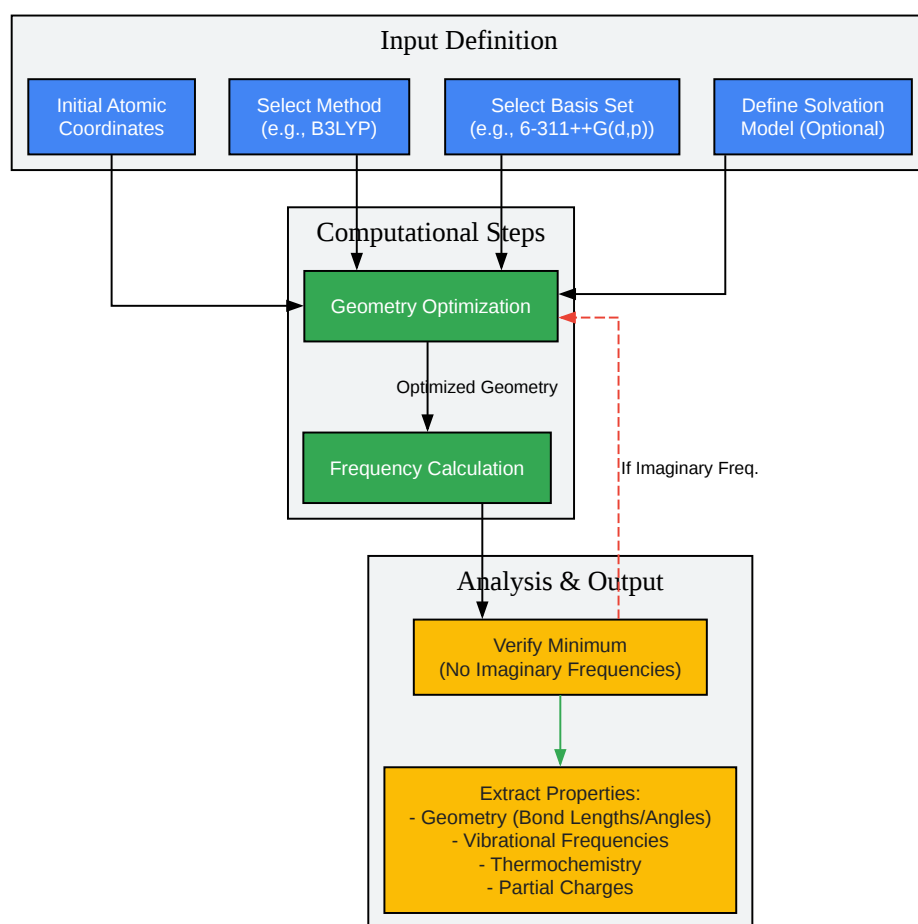 Input Definition
Initial Atomic
Coordinates
Select Method
(e.g., B3LYP)
Select Basis Set
(e.g., 6-311++G(d,p))
Define Solvation
Model (Optional)
Computational Steps
Geometry Optimization
Optimized Geometry
Frequency Calculation
If Imaginary Freq.
Analysis & Output
Verify Minimum
(No Imaginary Frequencies)
Extract Properties:
- Geometry (Bond Lengths/Angles)
- Vibrational Frequencies
- Thermochemistry
- Partial Charges